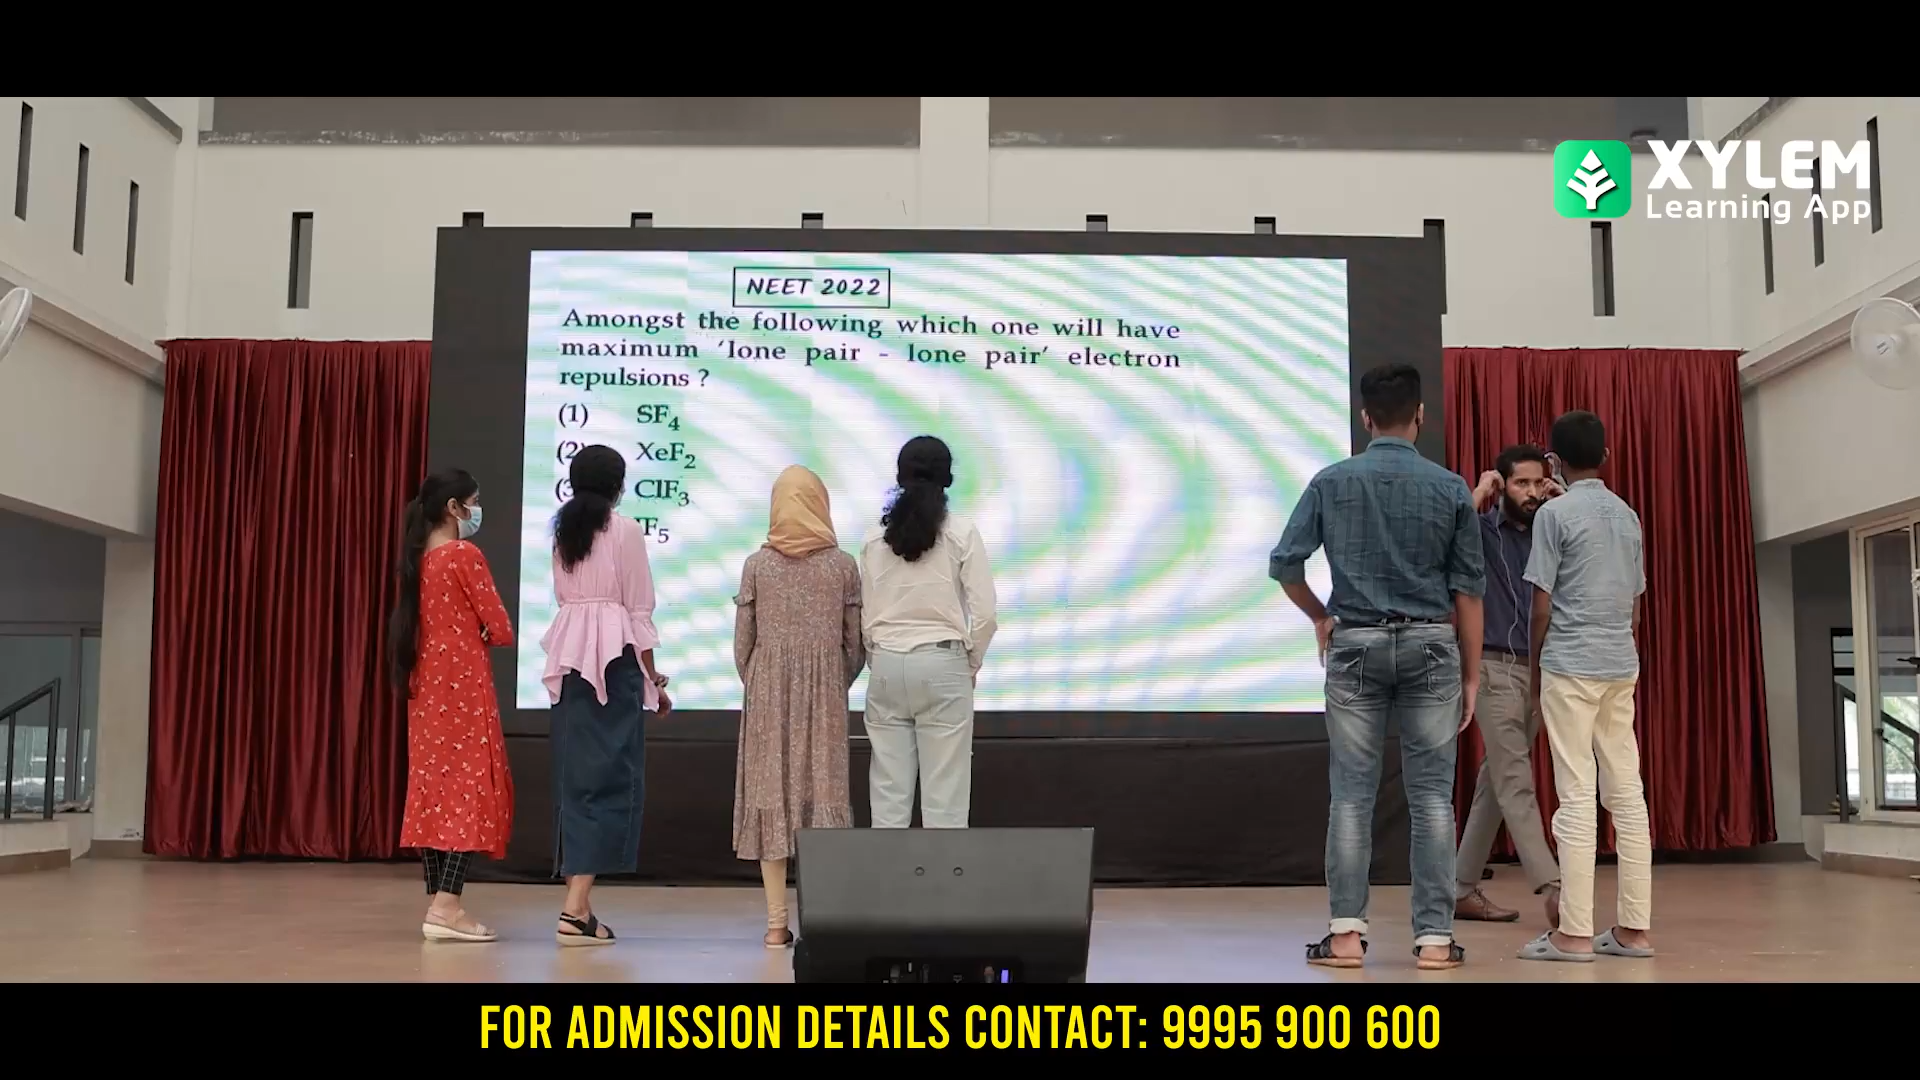 XYLEM
Learning App
NEET 2022
Amongst the following which one will have
maximum ‘lone pair - lone pair’ electron
repulsions ?
(1) SF₄
XeF₂
ClF₃
F₅
FOR ADMISSION DETAILS CONTACT: 9995 900 600